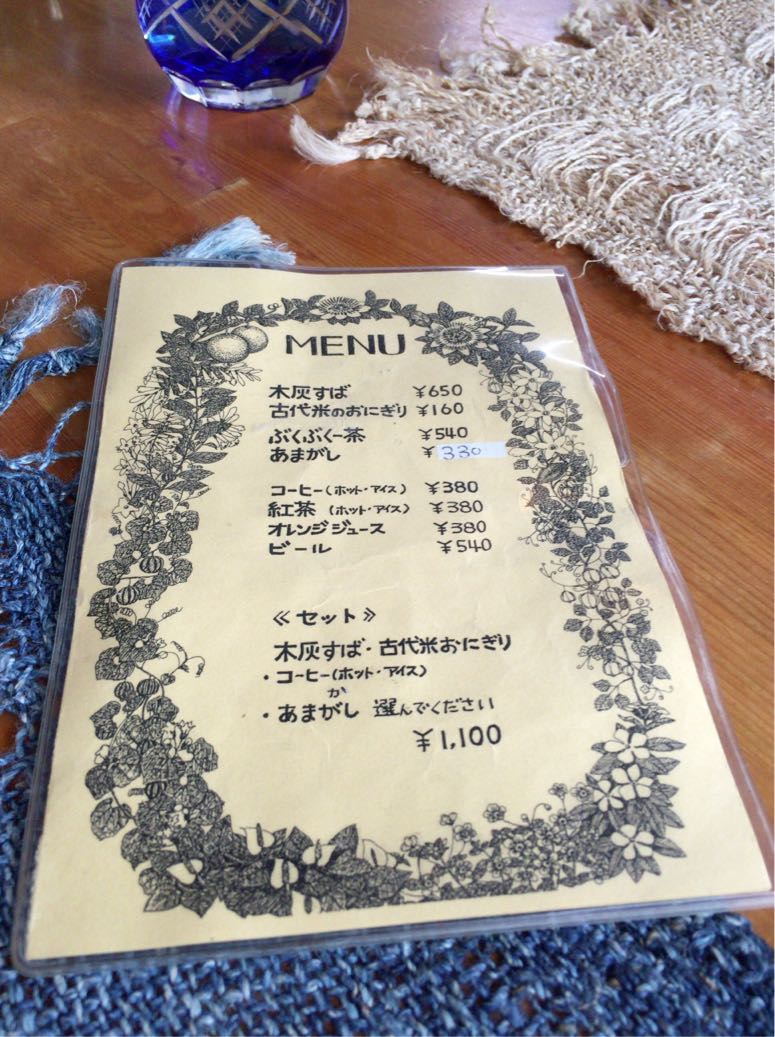 MENU
木灰すば ¥650
古代米のおにぎり ¥160
ぶくぶく茶 ¥540
あまがし ¥330
コーヒー(ホット・アイス) ¥380
紅茶 (ホット・アイス) ¥380
オレンジジュース ¥380
ビール ¥540
≪セット≫
木灰すば・古代米おにぎり
・コーヒー(ホット・アイス)
か
・あまがし 選んでください
¥1,100